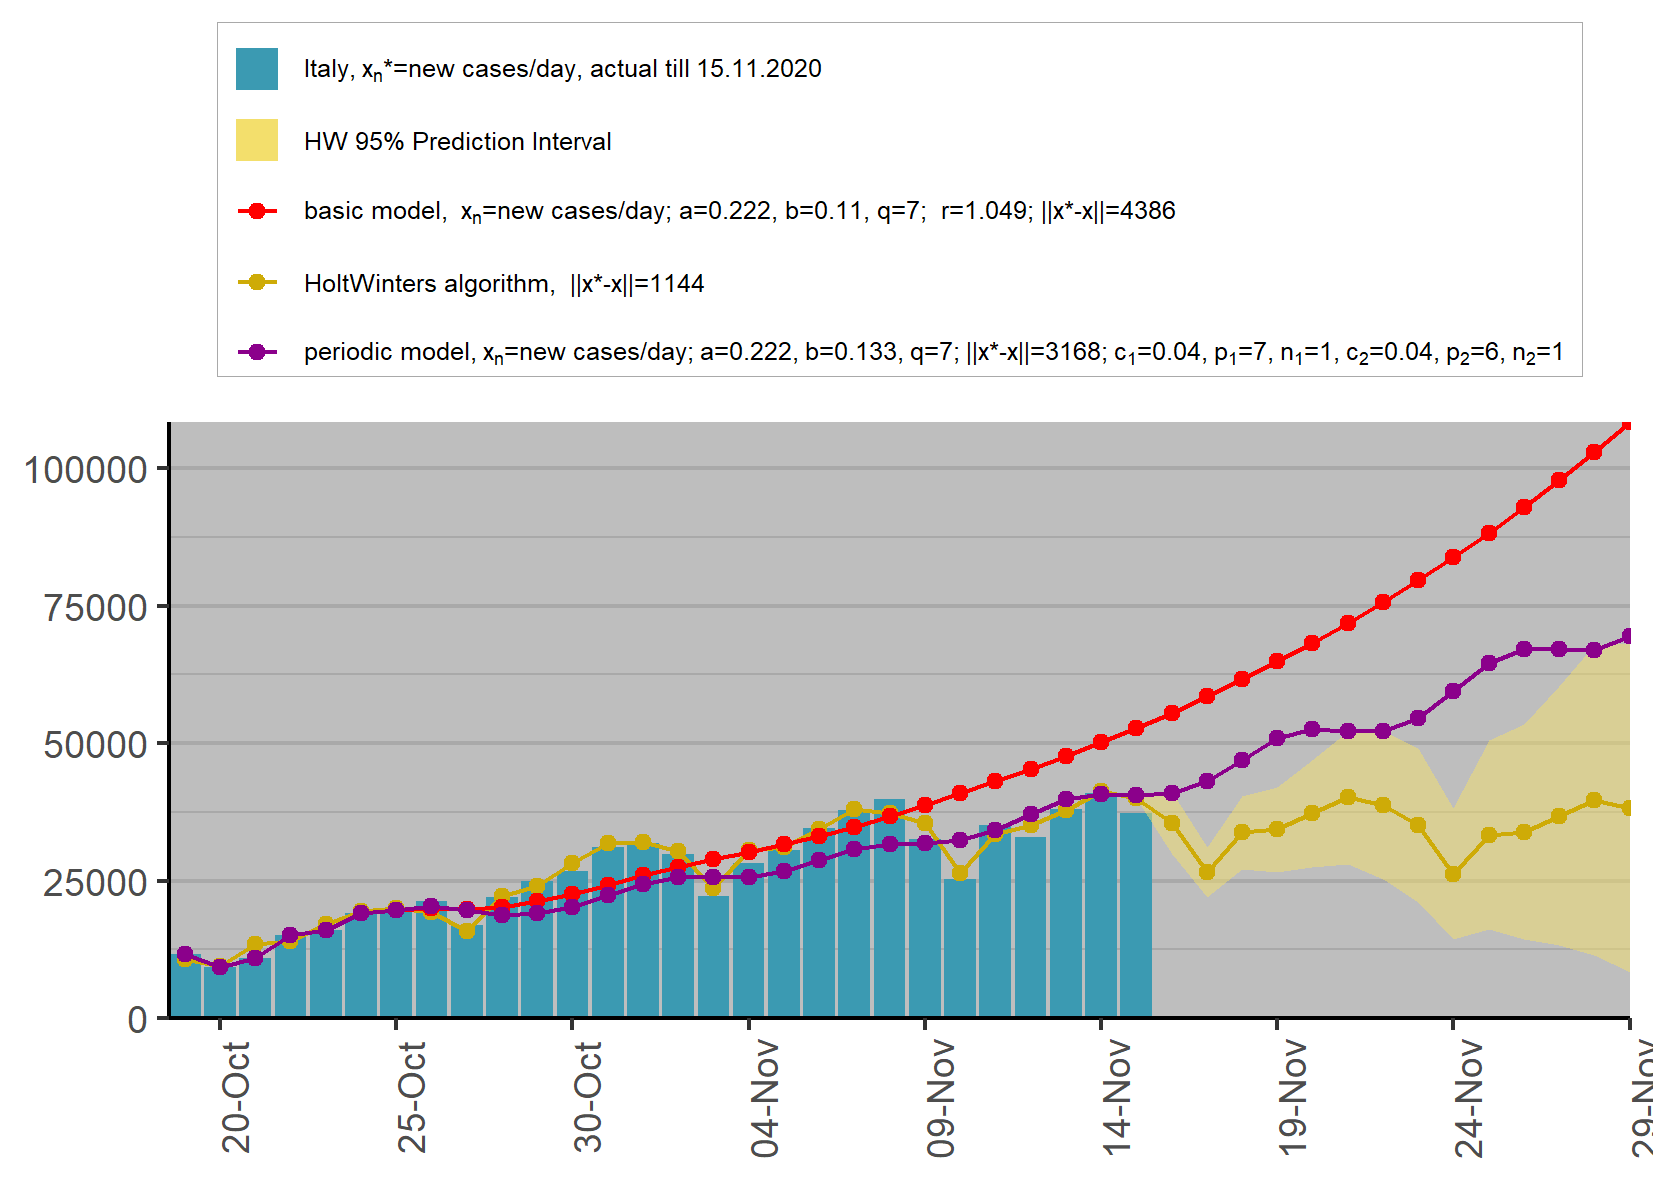 Italy, xn*=new cases/day, actual till 15.11.2020
HW 95% Prediction Interval
basic model,  xn=new cases/day; a=0.222, b=0.11, q=7;  r=1.049; ||x*-x||=4386
HoltWinters algorithm,  ||x*-x||=1144
periodic model, xn=new cases/day; a=0.222, b=0.133, q=7; ||x*-x||=3168; c1=0.04, p1=7, n1=1, c2=0.04, p2=6, n2=1
100000
75000
50000
25000
0
20-Oct
25-Oct
30-Oct
04-Nov
09-Nov
14-Nov
19-Nov
24-Nov
29-Nov